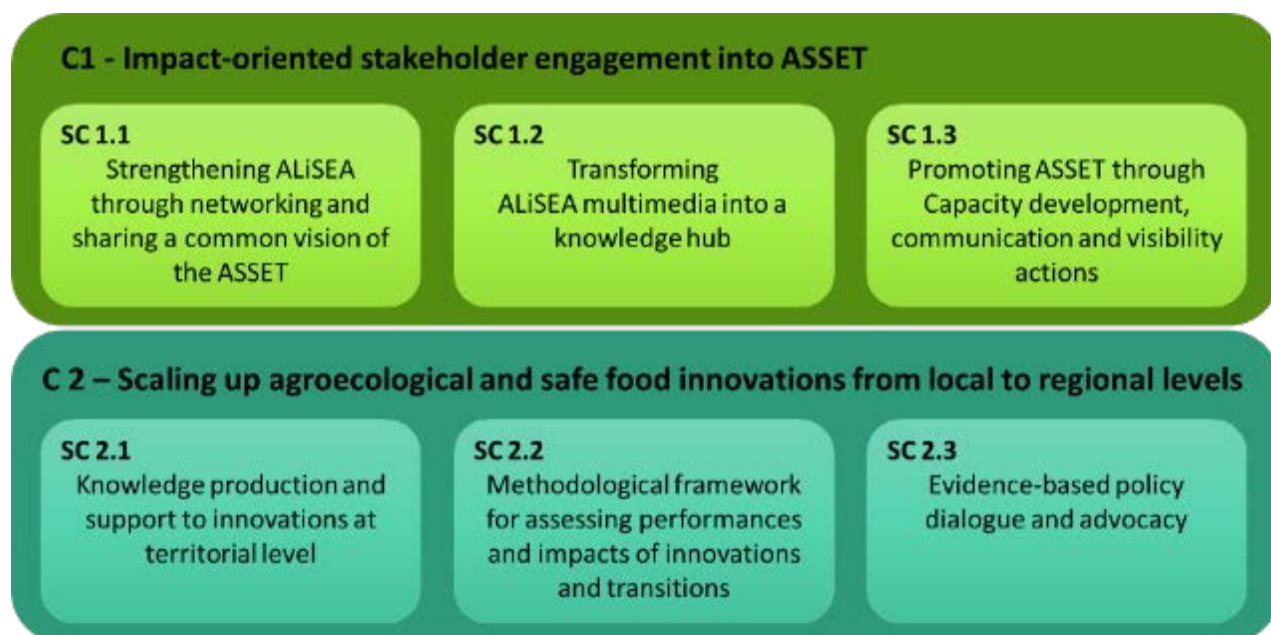 C1 - Impact-oriented stakeholder engagement into ASSET
SC 1.1
Strengthening ALiSEA
through networking and
sharing a common vision of
the ASSET
SC 1.2
Transforming
ALiSEA multimedia into a
knowledge hub
SC 1.3
Promoting ASSET through
Capacity development,
communication and visibility
actions
C 2 – Scaling up agroecological and safe food innovations from local to regional levels
SC 2.1
Knowledge production and
support to innovations at
territorial level
SC 2.2
Methodological framework
for assessing performances
and impacts of innovations
and transitions
SC 2.3
Evidence-based policy
dialogue and advocacy